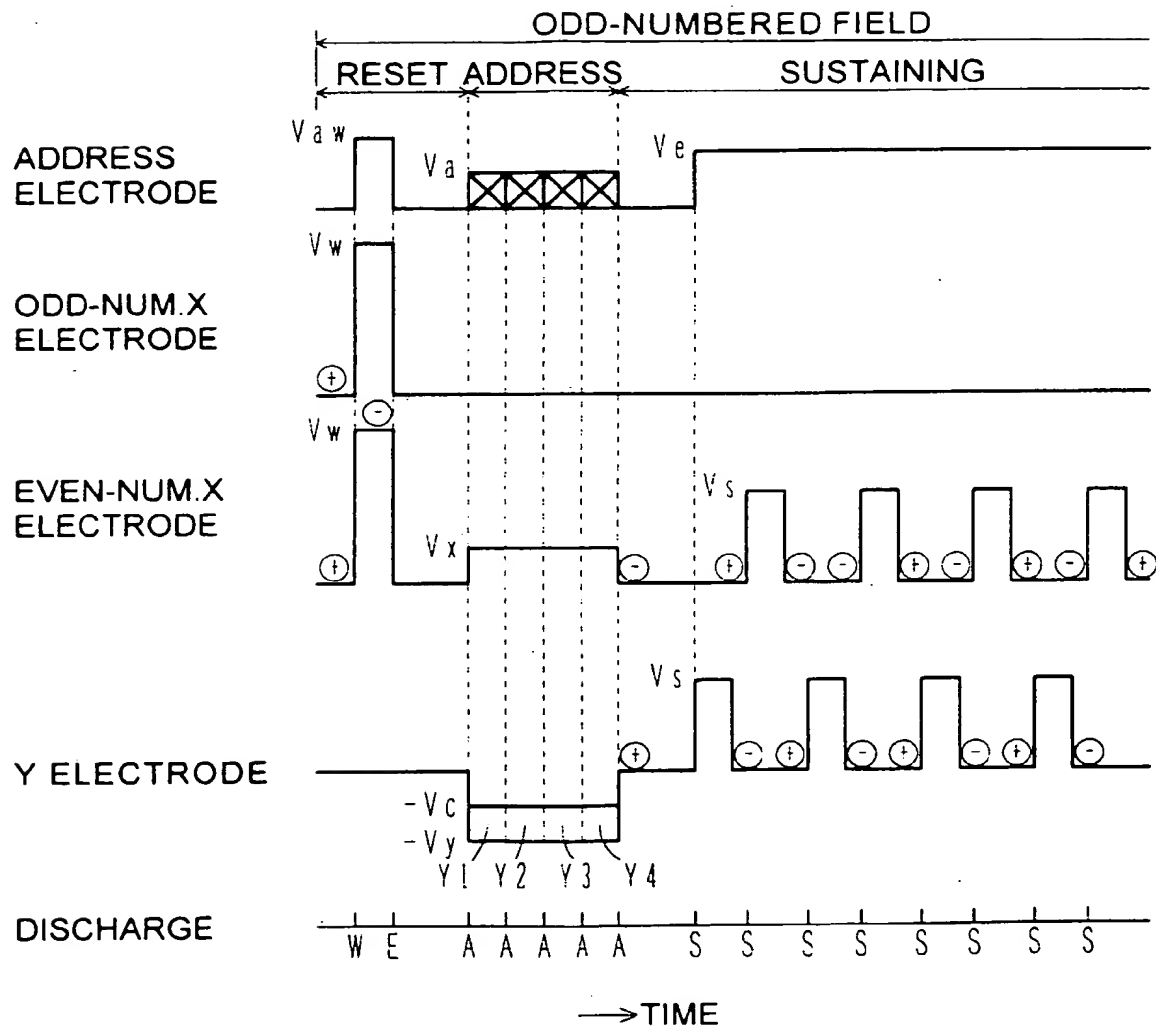 ODD-NUMBERED FIELD
RESET ADDRESS SUSTAINING
ADDRESS
ELECTRODE
Vaw
Va
Ve
ODD-NUM.X
ELECTRODE
Vw
+
-
EVEN-NUM.X
ELECTRODE
Vw
Vx
Vs
+ - + - - + - + - +
Y ELECTRODE
Vs
+ - + - + - + -
-Vc
-Vy
Y1 Y2 Y3 Y4
DISCHARGE
W E A A A A A S S S S S S S S
→TIME